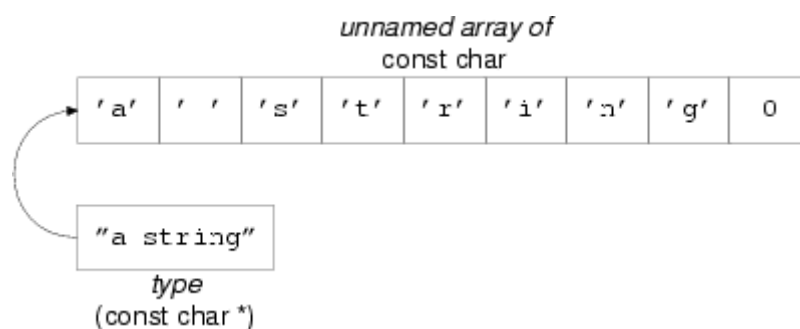 unnamed array of
const char
'a' ' ' 's' 't' 'r' 'i' 'n' 'g' 0
"a string"
type
(const char *)